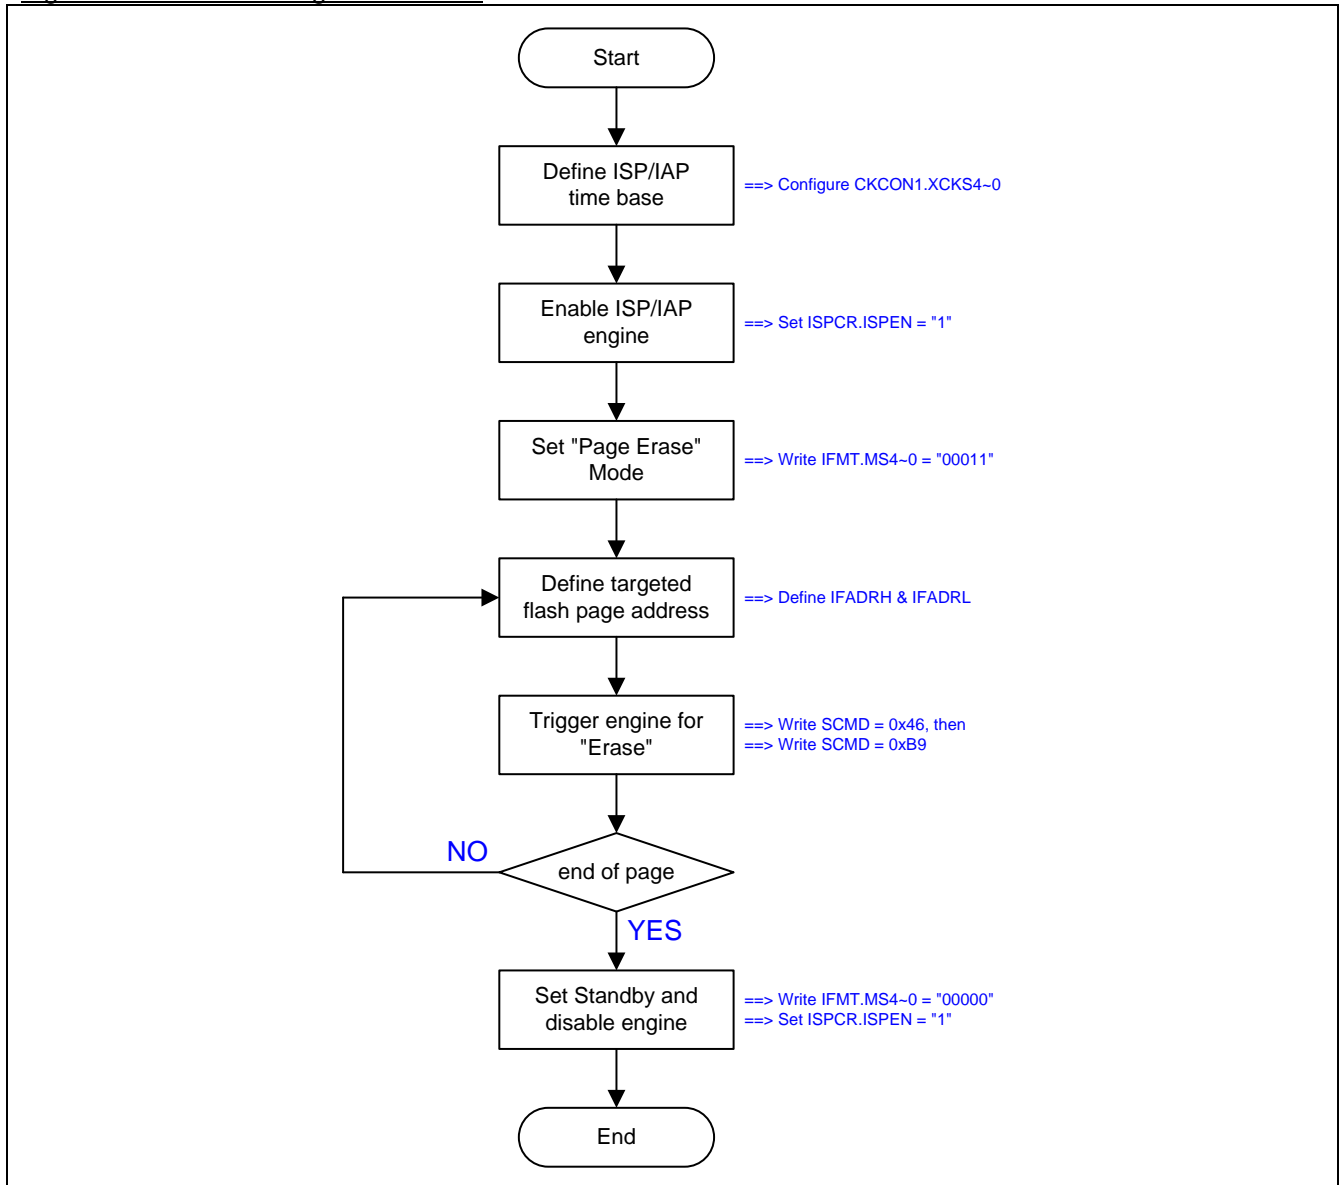 Start
Define ISP/IAP
time base
==> Configure CKCON1.XCKS4~0
Enable ISP/IAP
engine
==> Set ISPCR.ISPEN = "1"
Set "Page Erase"
Mode
==> Write IFMT.MS4~0 = "00011"
Define targeted
flash page address
==> Define IFADRH & IFADRL
Trigger engine for
"Erase"
==> Write SCMD = 0x46, then
==> Write SCMD = 0xB9
NO
end of page
YES
Set Standby and
disable engine
==> Write IFMT.MS4~0 = "00000"
==> Set ISPCR.ISPEN = "1"
End